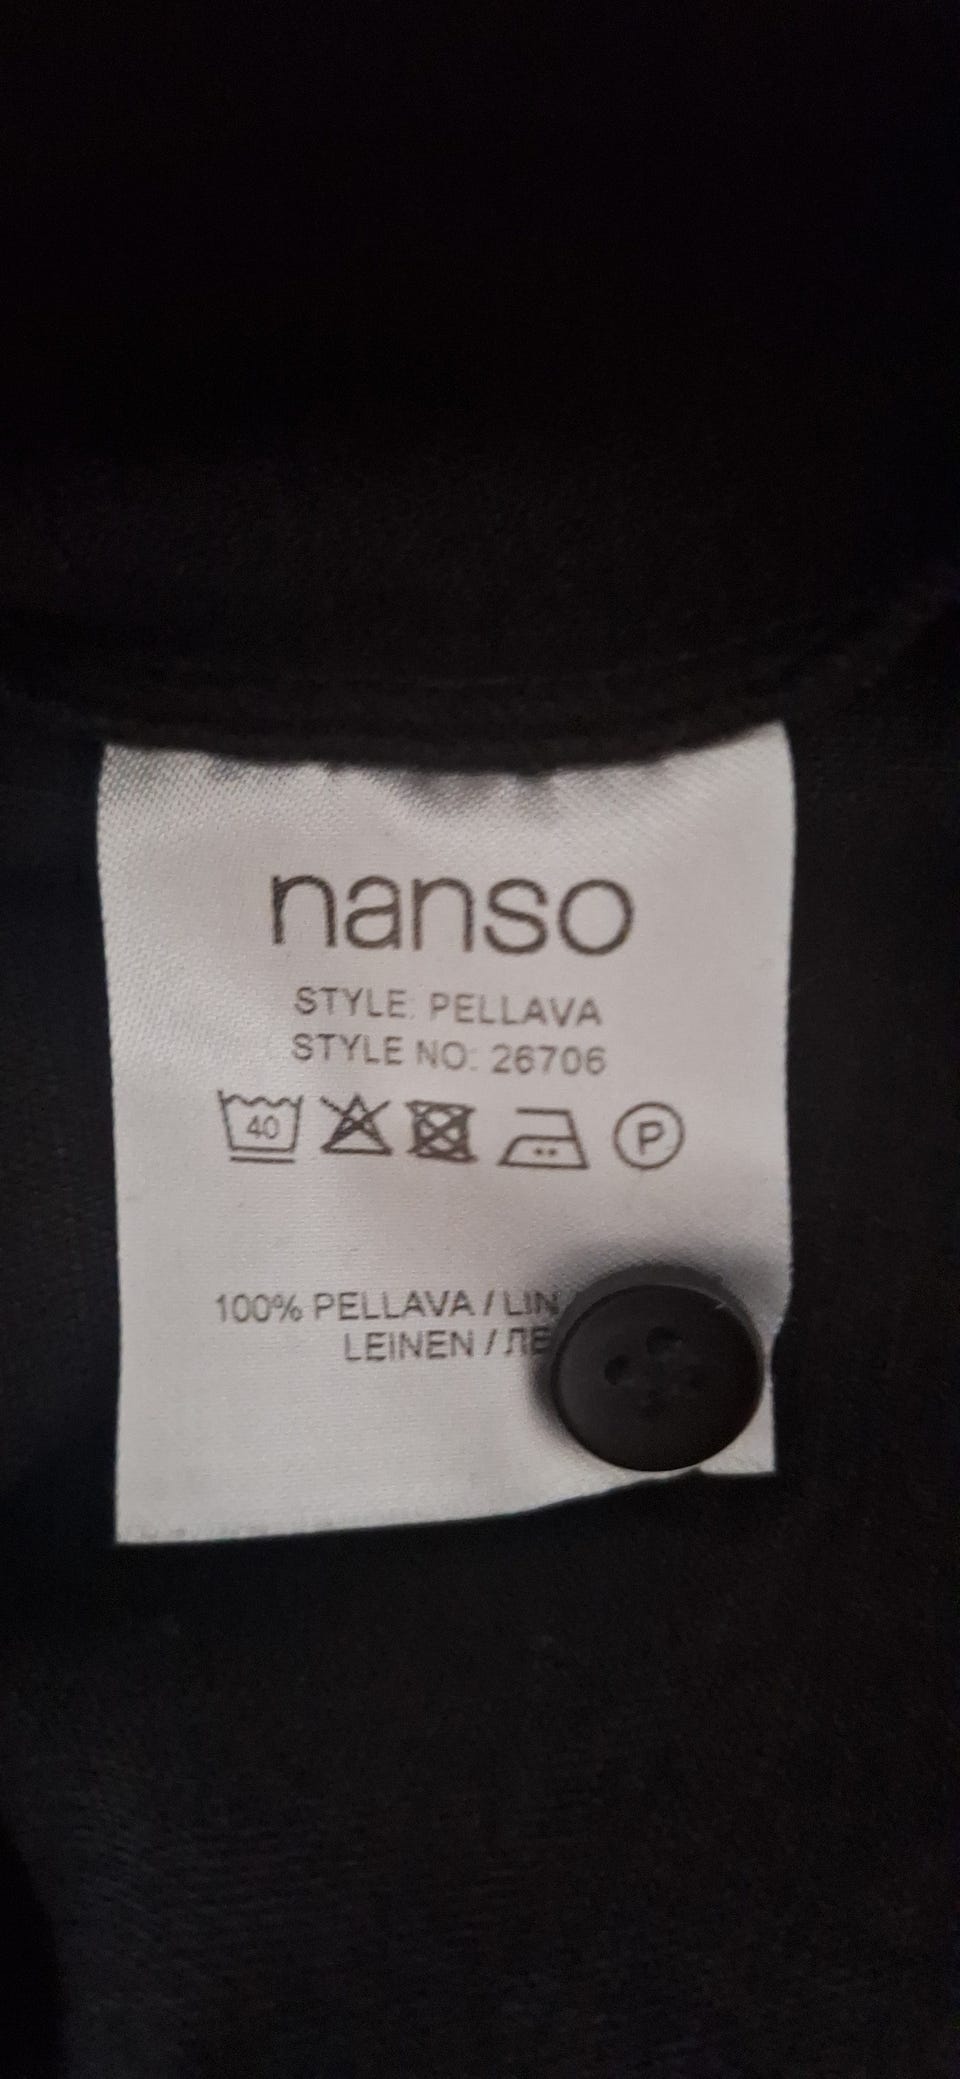 nanso
STYLE: PELLAVA
STYLE NO: 26706
40 P
100% PELLAVA / LIN
LEINEN / ЛЕ